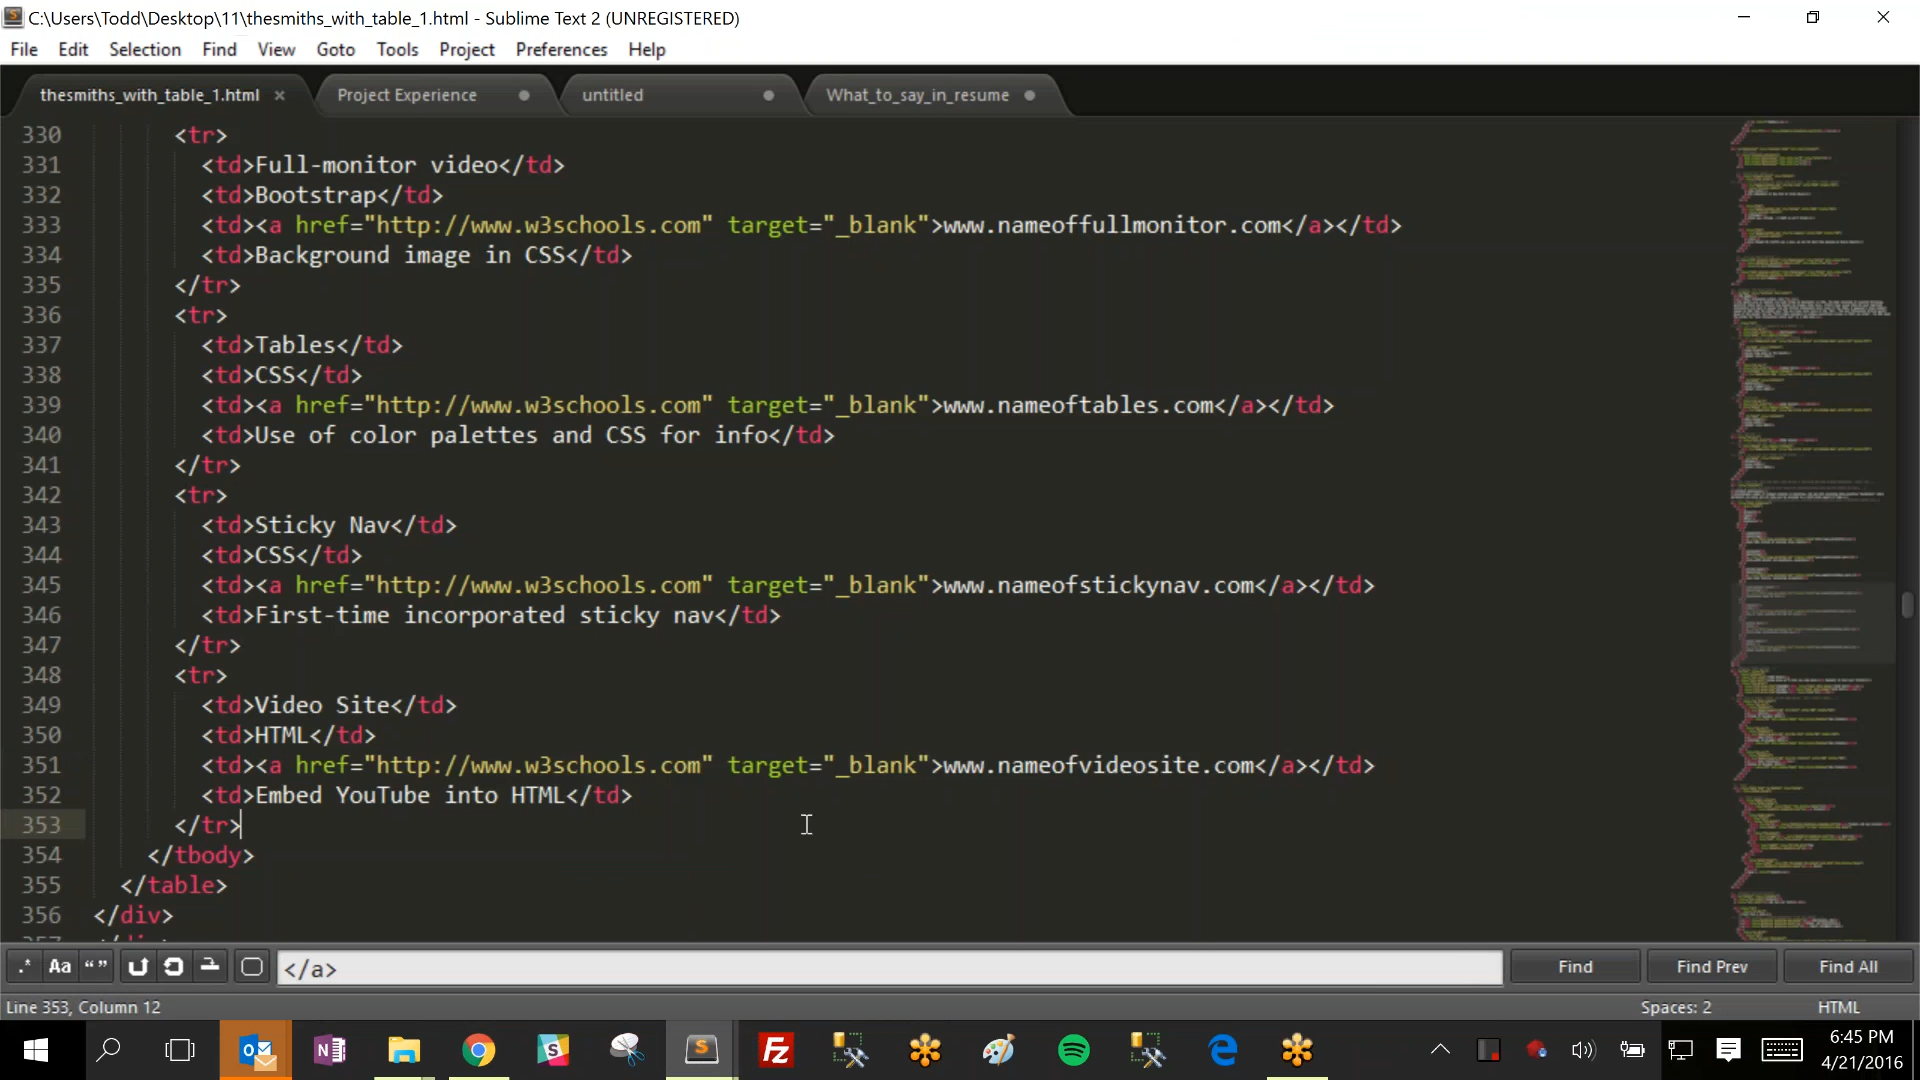 C:\Users\Todd\Desktop\11\thesmiths_with_table_1.html - Sublime Text 2 (UNREGISTERED)
File Edit Selection Find View Goto Tools Project Preferences Help
thesmiths_with_table_1.html × Project Experience untitled What_to_say_in_resume
330 <tr>
331 <td>Full-monitor video</td>
332 <td>Bootstrap</td>
333 <td><a href="http://www.w3schools.com" target="_blank">www.nameoffullmonitor.com</a></td>
334 <td>Background image in CSS</td>
335 </tr>
336 <tr>
337 <td>Tables</td>
338 <td>CSS</td>
339 <td><a href="http://www.w3schools.com" target="_blank">www.nameoftables.com</a></td>
340 <td>Use of color palettes and CSS for info</td>
341 </tr>
342 <tr>
343 <td>Sticky Nav</td>
344 <td>CSS</td>
345 <td><a href="http://www.w3schools.com" target="_blank">www.nameofstickynav.com</a></td>
346 <td>First-time incorporated sticky nav</td>
347 </tr>
348 <tr>
349 <td>Video Site</td>
350 <td>HTML</td>
351 <td><a href="http://www.w3schools.com" target="_blank">www.nameofvideosite.com</a></td>
352 <td>Embed YouTube into HTML</td>
353 </tr>
354 </tbody>
355 </table>
356 </div>
.* Aa “ ” </a> Find Find Prev Find All
Line 353, Column 12 Spaces: 2 HTML
6:45 PM
4/21/2016